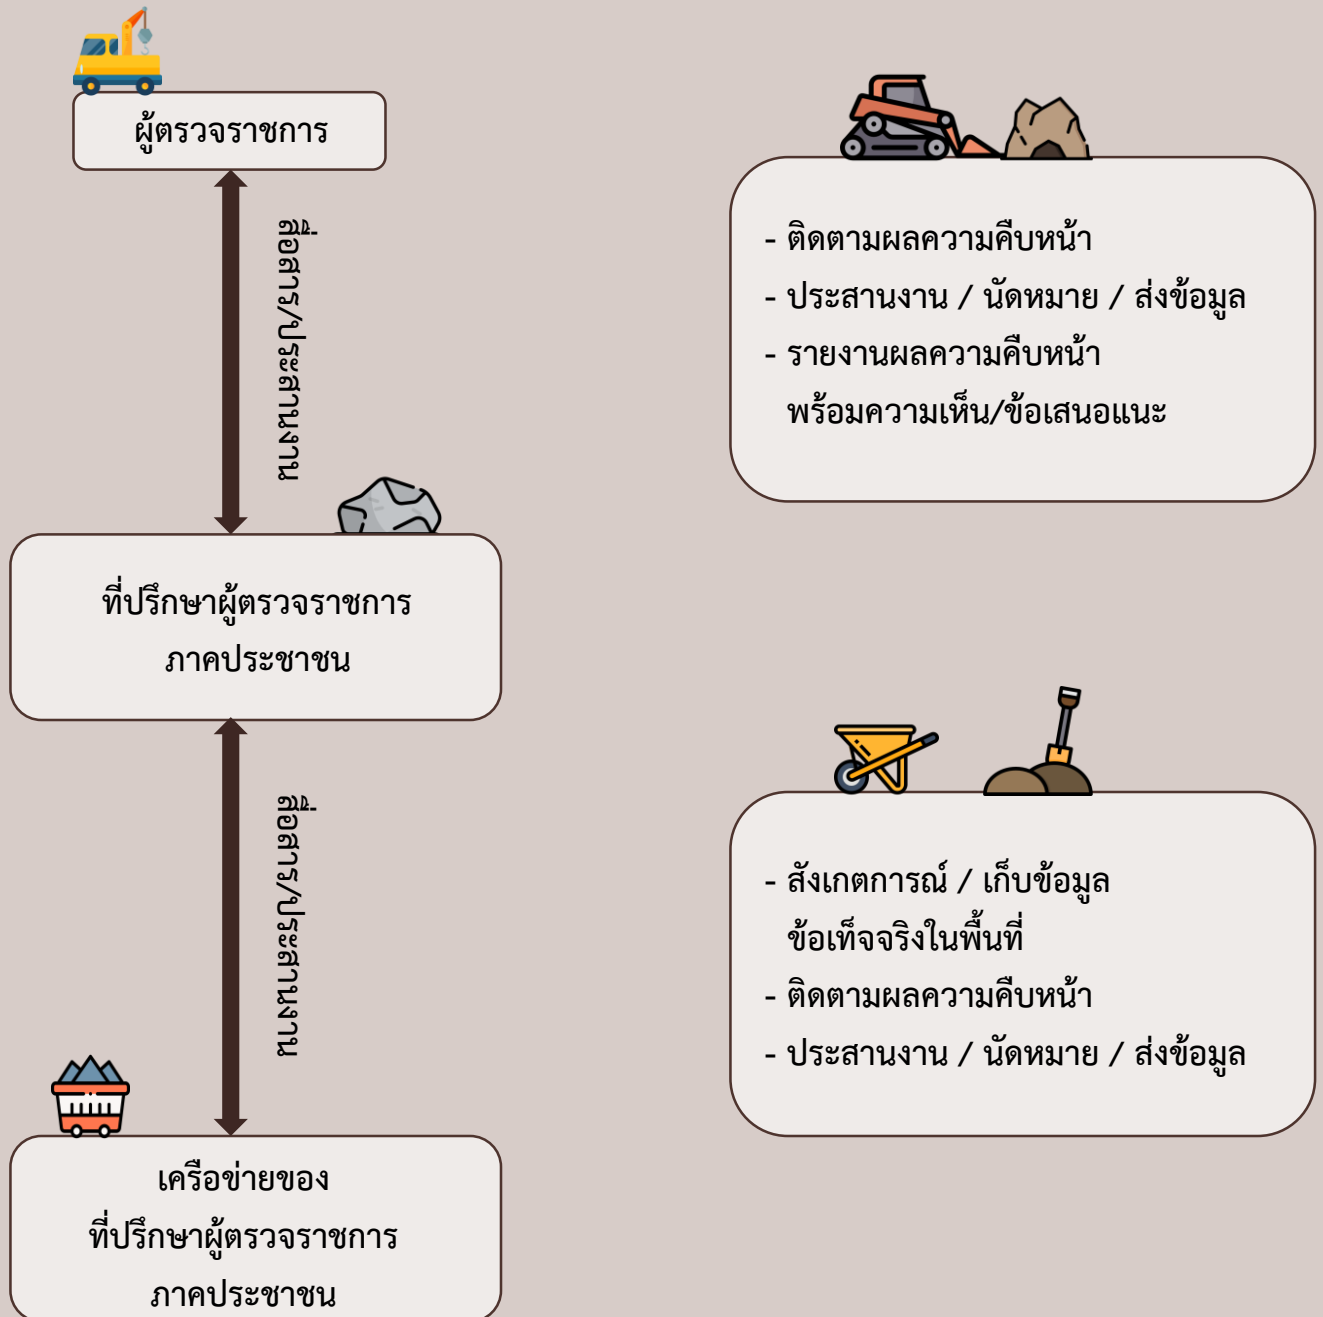 ผู้ตรวจราชการ
สื่อสาร/ประสานงาน
- ติดตามผลความคืบหน้า
- ประสานงาน / นัดหมาย / ส่งข้อมูล
- รายงานผลความคืบหน้า
พร้อมความเห็น/ข้อเสนอแนะ
ที่ปรึกษาผู้ตรวจราชการ
ภาคประชาชน
สื่อสาร/ประสานงาน
- สังเกตการณ์ / เก็บข้อมูล
ข้อเท็จจริงในพื้นที่
- ติดตามผลความคืบหน้า
- ประสานงาน / นัดหมาย / ส่งข้อมูล
เครือข่ายของ
ที่ปรึกษาผู้ตรวจราชการ
ภาคประชาชน